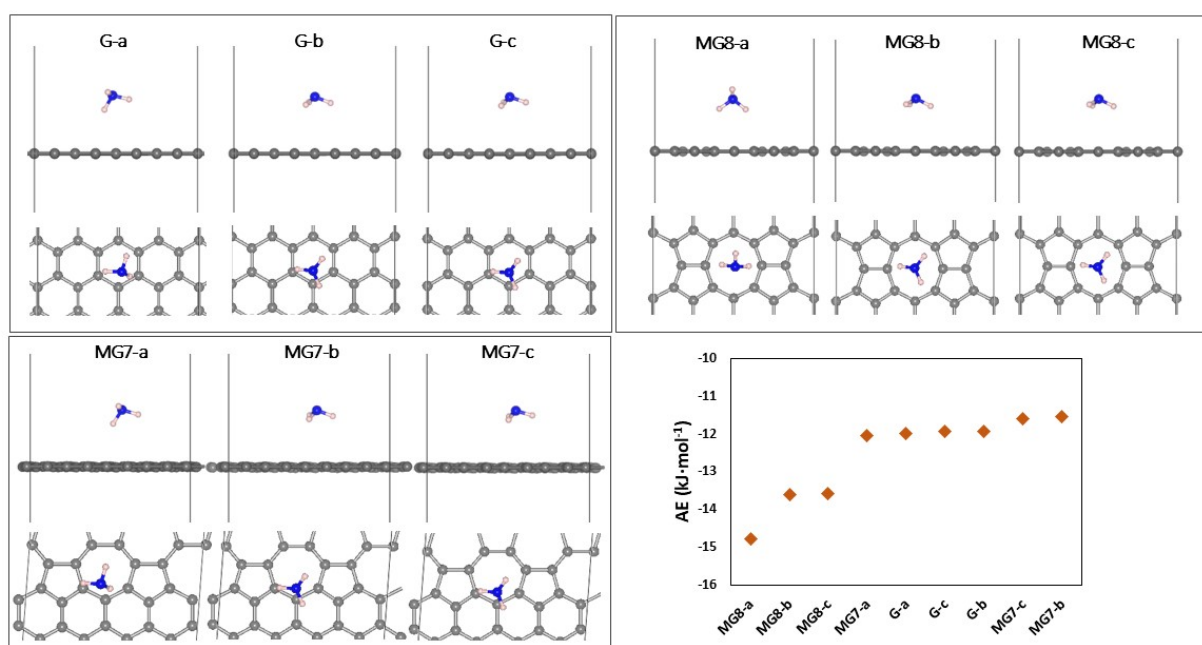 G-a G-b G-c
MG8-a MG8-b MG8-c
MG7-a MG7-b MG7-c
-10
-11
-12
-13
-14
-15
-16
AE (kJ·mol⁻¹)
MG8-a MG8-b MG8-c MG7-a G-a G-c G-b MG7-c MG7-b